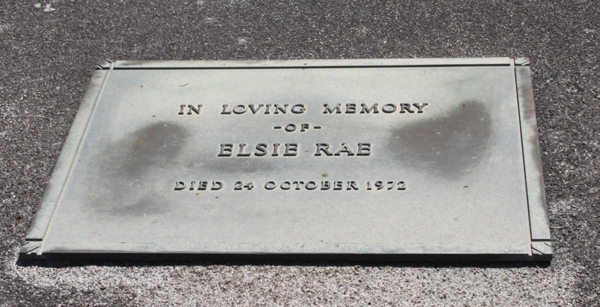 IN LOVING MEMORY
-OF-
ELSIE RAE
DIED 24 OCTOBER 1972